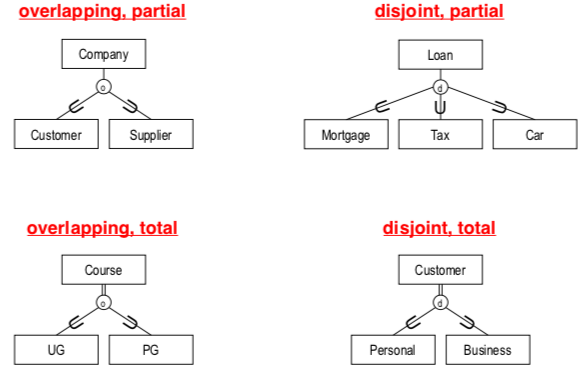 overlapping, partial
disjoint, partial
Company
o
Customer
Supplier
Loan
d
Mortgage
Tax
Car
overlapping, total
disjoint, total
Course
o
UG
PG
Customer
d
Personal
Business